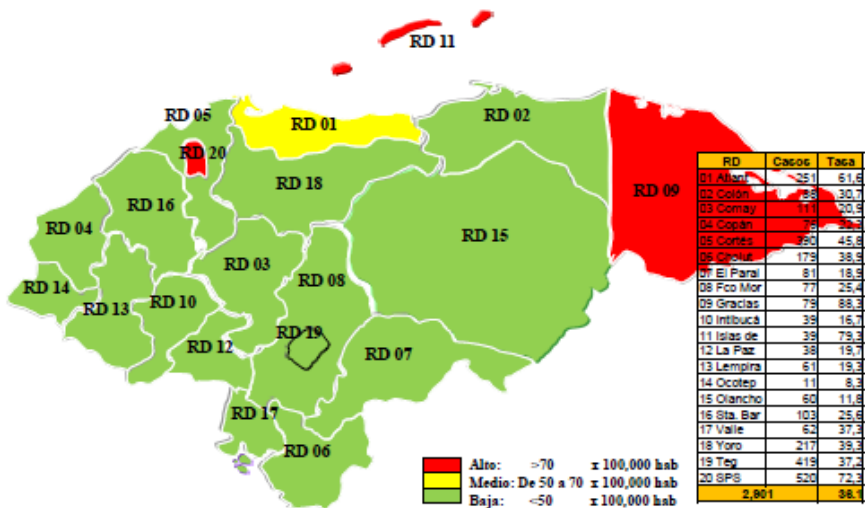 RD 11
RD 05
RD 01
RD 02
RD 20
RD 18
RD 09
RD 16
RD 04
RD 15
RD 03
RD 08
RD 14
RD 13
RD 10
RD 19
RD 12
RD 07
RD 17
RD 06
Alto: >70 x 100,000 hab
Medio: De 50 a 70 x 100,000 hab
Baja: <50 x 100,000 hab
RD Casos Tasa
01 Atlant 251 61,6
02 Colón 30,7
03 Comay 111 20,9
04 Copán
05 Cortes 390 45,8
06 Cholut 179 38,9
07 El Paraí 81 18,5
08 Fco Mor 77 25,4
09 Gracias 79 88,3
10 Intibucá 39 16,7
11 Islas de 39 79,3
12 La Paz 38 19,7
13 Lempira 61 19,3
14 Ocotep 11 8,3
15 Olancho 60 11,8
16 Sta. Bar 103 25,6
17 Valle 62 37,3
18 Yoro 217 39,3
19 Teg 419 37,2
20 SPS 520 72,3
2,901 36.1